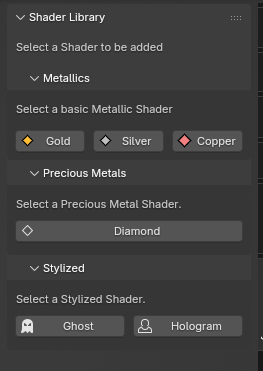 Shader Library
Select a Shader to be added
Metallics
Select a basic Metallic Shader
Gold Silver Copper
Precious Metals
Select a Precious Metal Shader.
Diamond
Stylized
Select a Stylized Shader.
Ghost Hologram